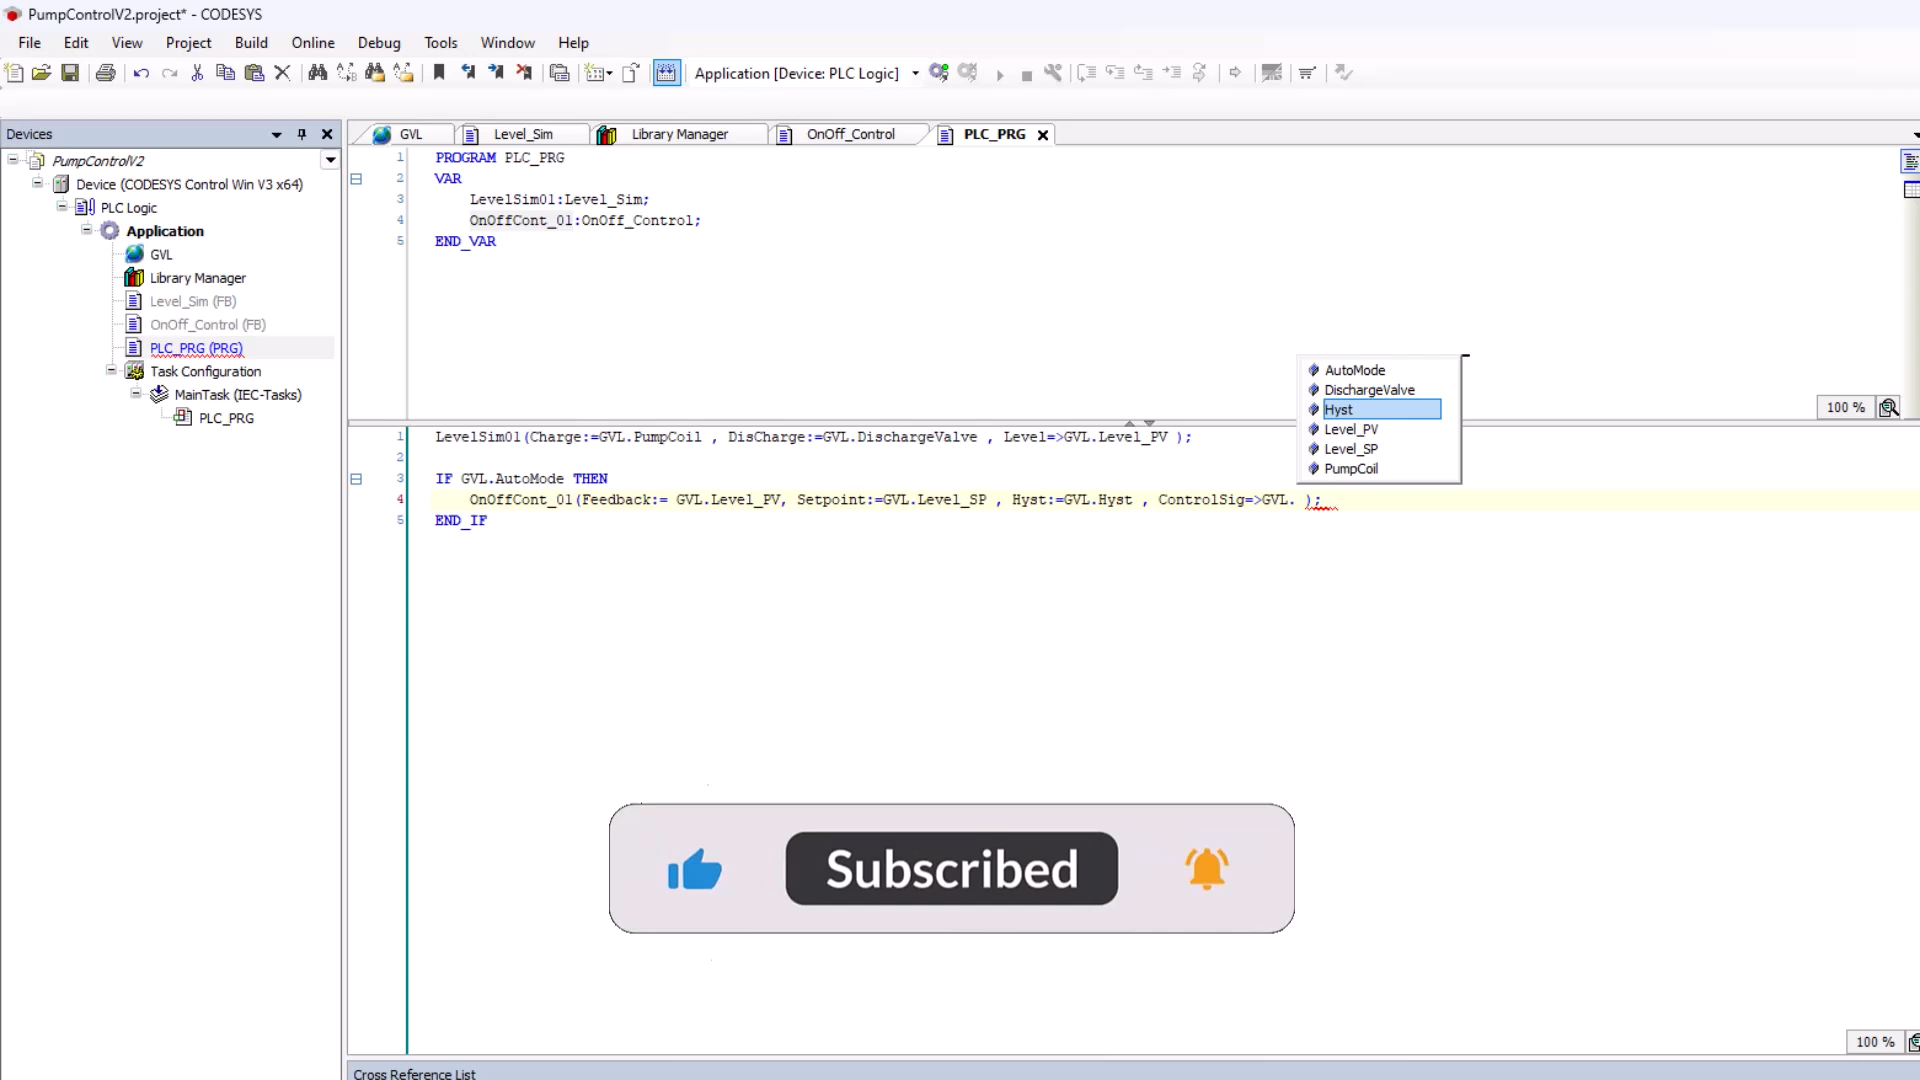 PumpControlV2.project* - CODESYS
File Edit View Project Build Online Debug Tools Window Help
Application [Device: PLC Logic]
Devices
PumpControlV2
Device (CODESYS Control Win V3 x64)
PLC Logic
Application
GVL
Library Manager
Level_Sim (FB)
OnOff_Control (FB)
PLC_PRG (PRG)
Task Configuration
MainTask (IEC-Tasks)
PLC_PRG
GVL Level_Sim Library Manager OnOff_Control PLC_PRG
1 PROGRAM PLC_PRG
2 VAR
3 LevelSim01:Level_Sim;
4 OnOffCont_01:OnOff_Control;
5 END_VAR
AutoMode
DischargeValve
Hyst
Level_PV
Level_SP
PumpCoil
100 %
1 LevelSim01(Charge:=GVL.PumpCoil , DisCharge:=GVL.DischargeValve , Level=>GVL.Level_PV );
2
3 IF GVL.AutoMode THEN
4 OnOffCont_01(Feedback:= GVL.Level_PV, Setpoint:=GVL.Level_SP , Hyst:=GVL.Hyst , ControlSig=>GVL. );
5 END_IF
Subscribed
100 %
Cross Reference List